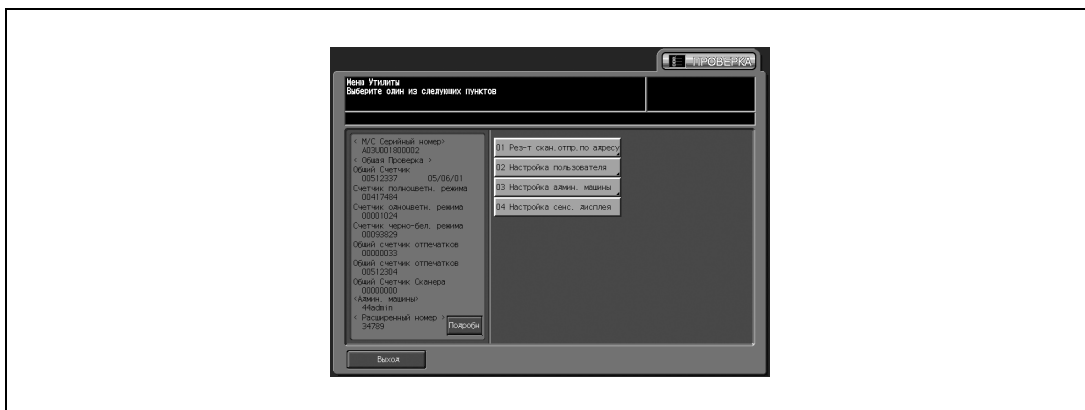 ПРОВЕРКА
Меню Утилиты
Выберите один из следующих пунктов
< М/С Серийный номер>
A03U001800002
< Общая Проверка >
Общий Счетчик
00512337 05/06/01
Счетчик полноцветн. режима
00417484
Счетчик одноцветн. режима
00001024
Счетчик черно-бел. режима
00093829
Общий счетчик отпечатков
00000033
Общий счетчик отпечатков
00512304
Общий Счетчик Сканера
00000000
<Админ. машины>
44admin
< Расширенный номер >
34789
Подробн
01 Рез-т скан.отпр.по адресу
02 Настройка пользователя
03 Настройка админ. машины
04 Настройка сенс. дисплея
Выход